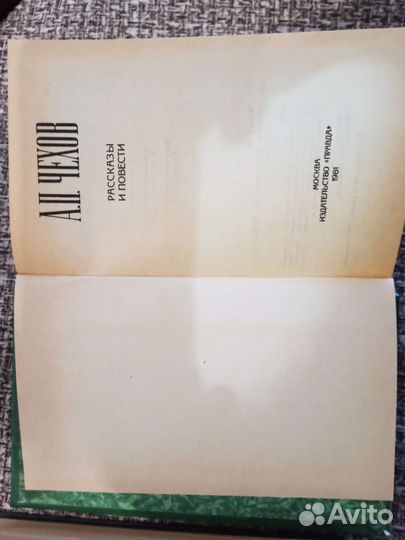 А.П. ЧЕХОВ
РАССКАЗЫ
И ПОВЕСТИ
МОСКВА
ИЗДАТЕЛЬСТВО «ПРАВДА»
1981
Avito